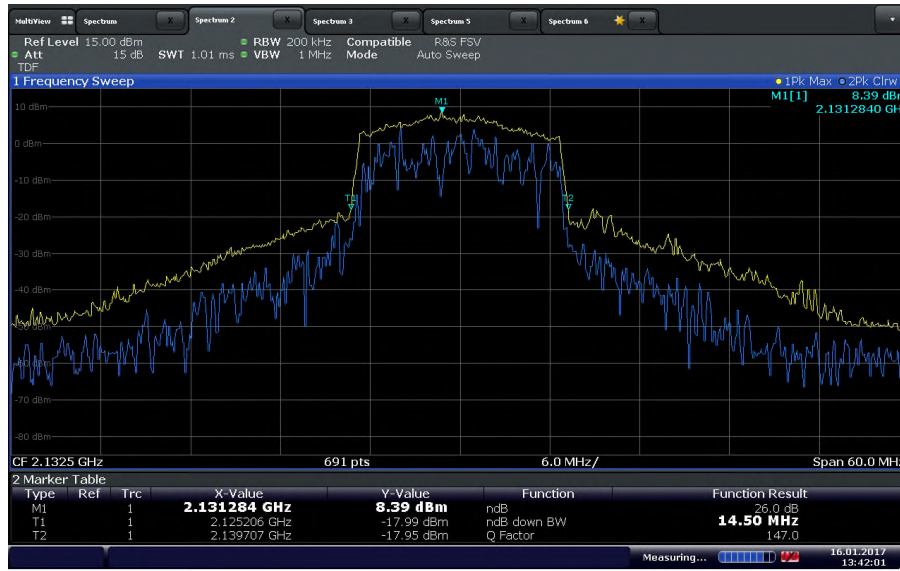 MultiView Spectrum X Spectrum 2 X Spectrum 3 X Spectrum 5 X Spectrum 6 X
Ref Level 15.00 dBm RBW 200 kHz Compatible R&S FSV
Att 15 dB SWT 1.01 ms VBW 1 MHz Mode Auto Sweep
TDF
1 Frequency Sweep 1Pk Max 2Pk Clrw
M1[1] 8.39 dBm
2.1312840 GH
M1
10 dBm
0 dBm
-10 dBm
T1 T2
-20 dBm
-30 dBm
-40 dBm
-50 dBm
-60 dBm
-70 dBm
-80 dBm
CF 2.1325 GHz 691 pts 6.0 MHz/ Span 60.0 MHz
2 Marker Table
Type Ref Trc X-Value Y-Value Function Function Result
M1 1 2.131284 GHz 8.39 dBm ndB 26.0 dB
T1 1 2.125206 GHz -17.99 dBm ndB down BW 14.50 MHz
T2 1 2.139707 GHz -17.95 dBm Q Factor 147.0
Measuring... 16.01.2017
13:42:01